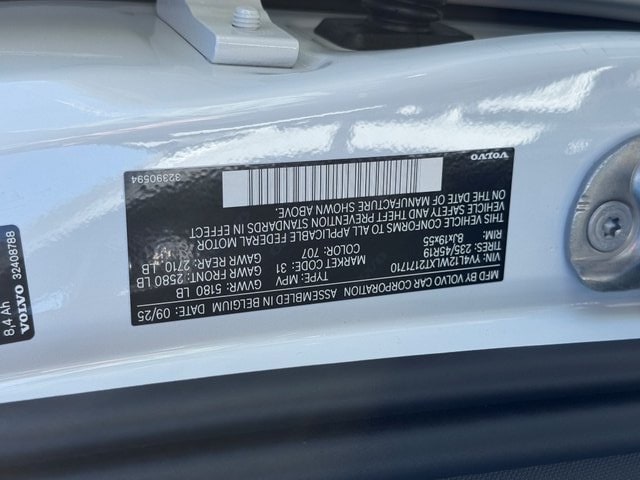 MFD BY VOLVO CAR CORPORATION ASSEMBLED IN BELGIUM 09/25
VIN: YV4L12WLXT2171710 TYPE: MPV GVWR: 5180 LB
TIRES: 235/45R19 MARKET CODE: 31 GAWR FRONT: 2580 LB
RIM: 8Jx19x55 COLOR: 707 GAWR REAR: 2710 LB
THIS VEHICLE CONFORMS TO ALL APPLICABLE FEDERAL MOTOR
VEHICLE SAFETY AND THEFT PREVENTION STANDARDS IN EFFECT
ON THE DATE OF MANUFACTURE SHOWN ABOVE.
VOLVO 32390594
8,4 Ah
VOLVO 32408788